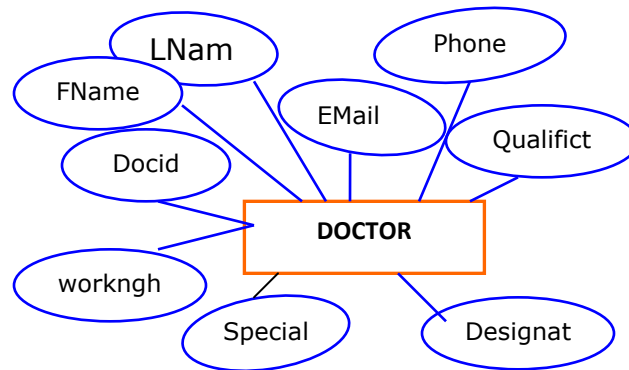 LNam
Phone
FName
EMail
Qualifict
Docid
DOCTOR
workngh
Special
Designat